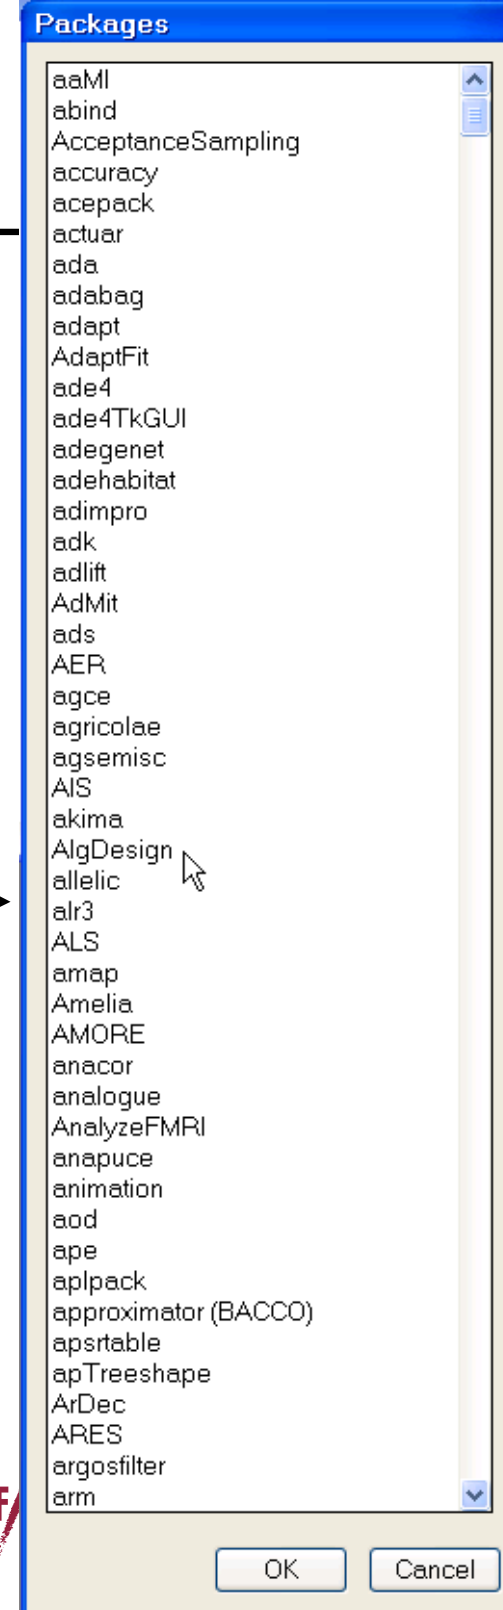 Packages
aaMI
abind
AcceptanceSampling
accuracy
acepack
actuar
ada
adabag
adapt
AdaptFit
ade4
ade4TkGUI
adegenet
adehabitat
adimpro
adk
adlift
AdMit
ads
AER
agce
agricolae
agsemisc
AIS
akima
AlgDesign
allelic
alr3
ALS
amap
Amelia
AMORE
anacor
analogue
AnalyzeFMRI
anapuce
animation
aod
ape
aplpack
approximator (BACCO)
apsrtable
apTreeshape
ArDec
ARES
argosfilter
arm
OK Cancel